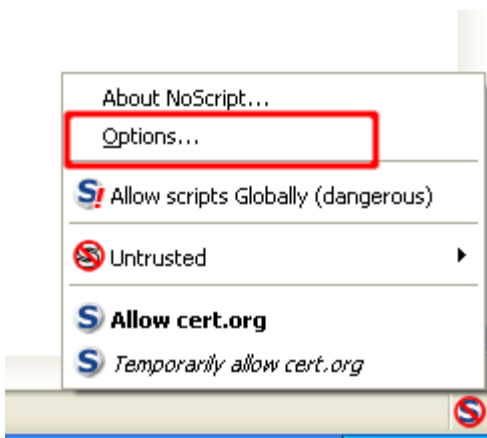 About NoScript...
Options...
Allow scripts Globally (dangerous)
Untrusted
Allow cert.org
Temporarily allow cert.org